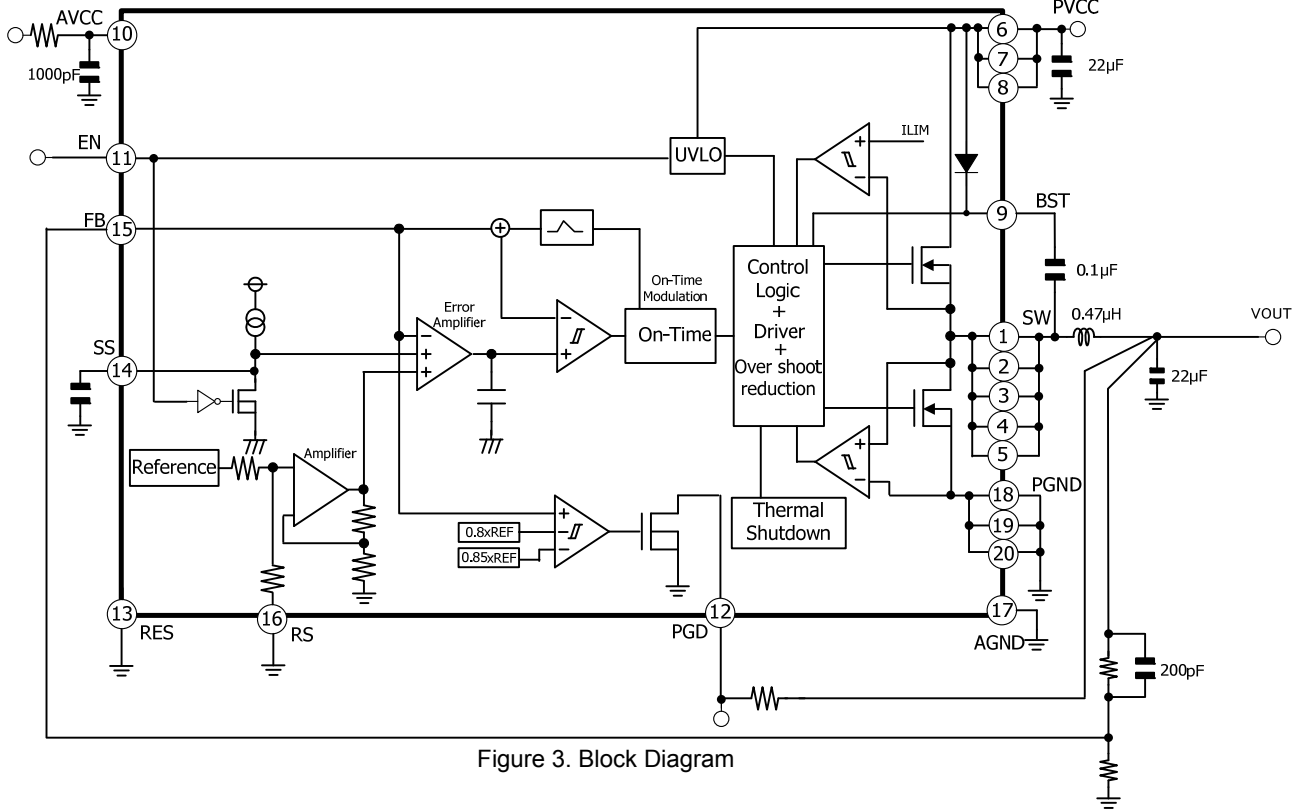 AVCC
10
1000pF
EN
11
FB
15
SS
14
UVLO
ILIM
PVCC
6
7
8
22µF
9
BST
0.1µF
On-Time
Modulation
On-Time
Error
Amplifier
Control
Logic
+
Driver
+
Over shoot
reduction
SW
0.47µH
VOUT
1
2
3
4
5
22µF
Reference
Amplifier
0.8xREF
0.85xREF
Thermal
Shutdown
18
PGND
19
20
13
RES
16
RS
PGD
12
17
AGND
200pF
Figure 3. Block Diagram